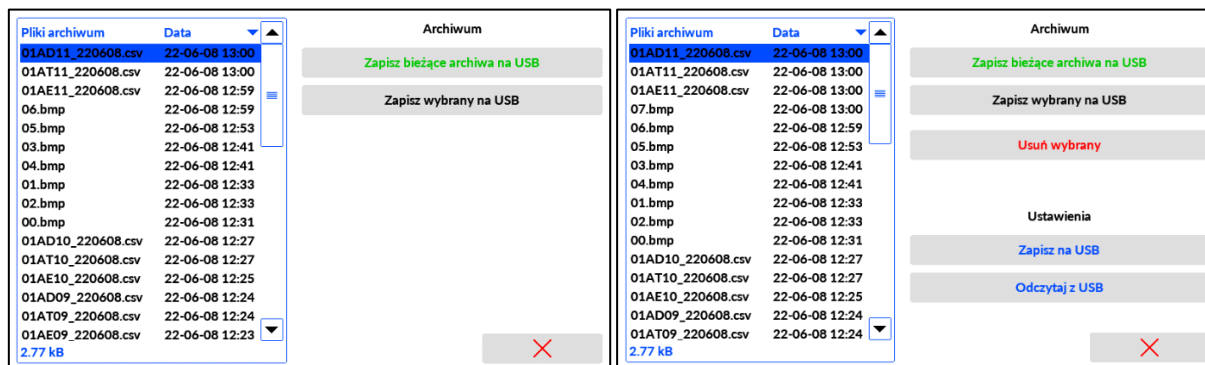 Pliki archiwum Data
01AD11_220608.csv 22-06-08 13:00
01AT11_220608.csv 22-06-08 13:00
01AE11_220608.csv 22-06-08 12:59
06.bmp 22-06-08 12:59
05.bmp 22-06-08 12:53
03.bmp 22-06-08 12:41
04.bmp 22-06-08 12:41
01.bmp 22-06-08 12:33
02.bmp 22-06-08 12:33
00.bmp 22-06-08 12:31
01AD10_220608.csv 22-06-08 12:27
01AT10_220608.csv 22-06-08 12:27
01AE10_220608.csv 22-06-08 12:25
01AD09_220608.csv 22-06-08 12:24
01AT09_220608.csv 22-06-08 12:24
01AE09_220608.csv 22-06-08 12:23
2.77 kB
Archiwum
Zapisz bieżące archiwa na USB
Zapisz wybrany na USB
Pliki archiwum Data
01AD11_220608.csv 22-06-08 13:00
01AT11_220608.csv 22-06-08 13:00
01AE11_220608.csv 22-06-08 13:00
07.bmp 22-06-08 13:00
06.bmp 22-06-08 12:59
05.bmp 22-06-08 12:53
03.bmp 22-06-08 12:41
04.bmp 22-06-08 12:41
01.bmp 22-06-08 12:33
02.bmp 22-06-08 12:33
00.bmp 22-06-08 12:31
01AD10_220608.csv 22-06-08 12:27
01AT10_220608.csv 22-06-08 12:27
01AE10_220608.csv 22-06-08 12:25
01AD09_220608.csv 22-06-08 12:24
01AT09_220608.csv 22-06-08 12:24
2.77 kB
Archiwum
Zapisz bieżące archiwa na USB
Zapisz wybrany na USB
Usuń wybrany
Ustawienia
Zapisz na USB
Odczytaj z USB